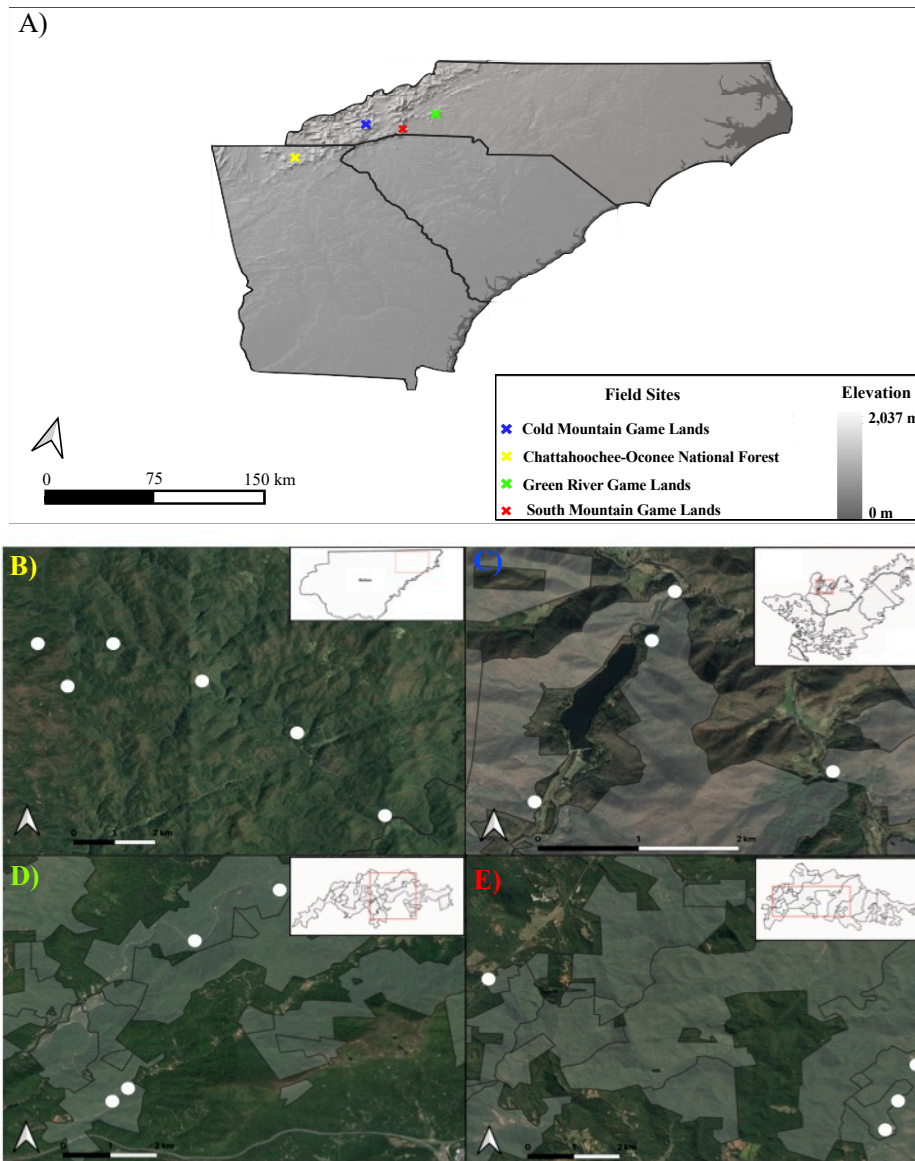 A)
0
75
150 km
Field Sites
Cold Mountain Game Lands
Chattahoochee-Oconee National Forest
Green River Game Lands
South Mountain Game Lands
Elevation
2,037 m
0 m
B)
0 1 2 km
C)
0 1 2 km
D)
0 1 2 km
E)
0 1 2 km